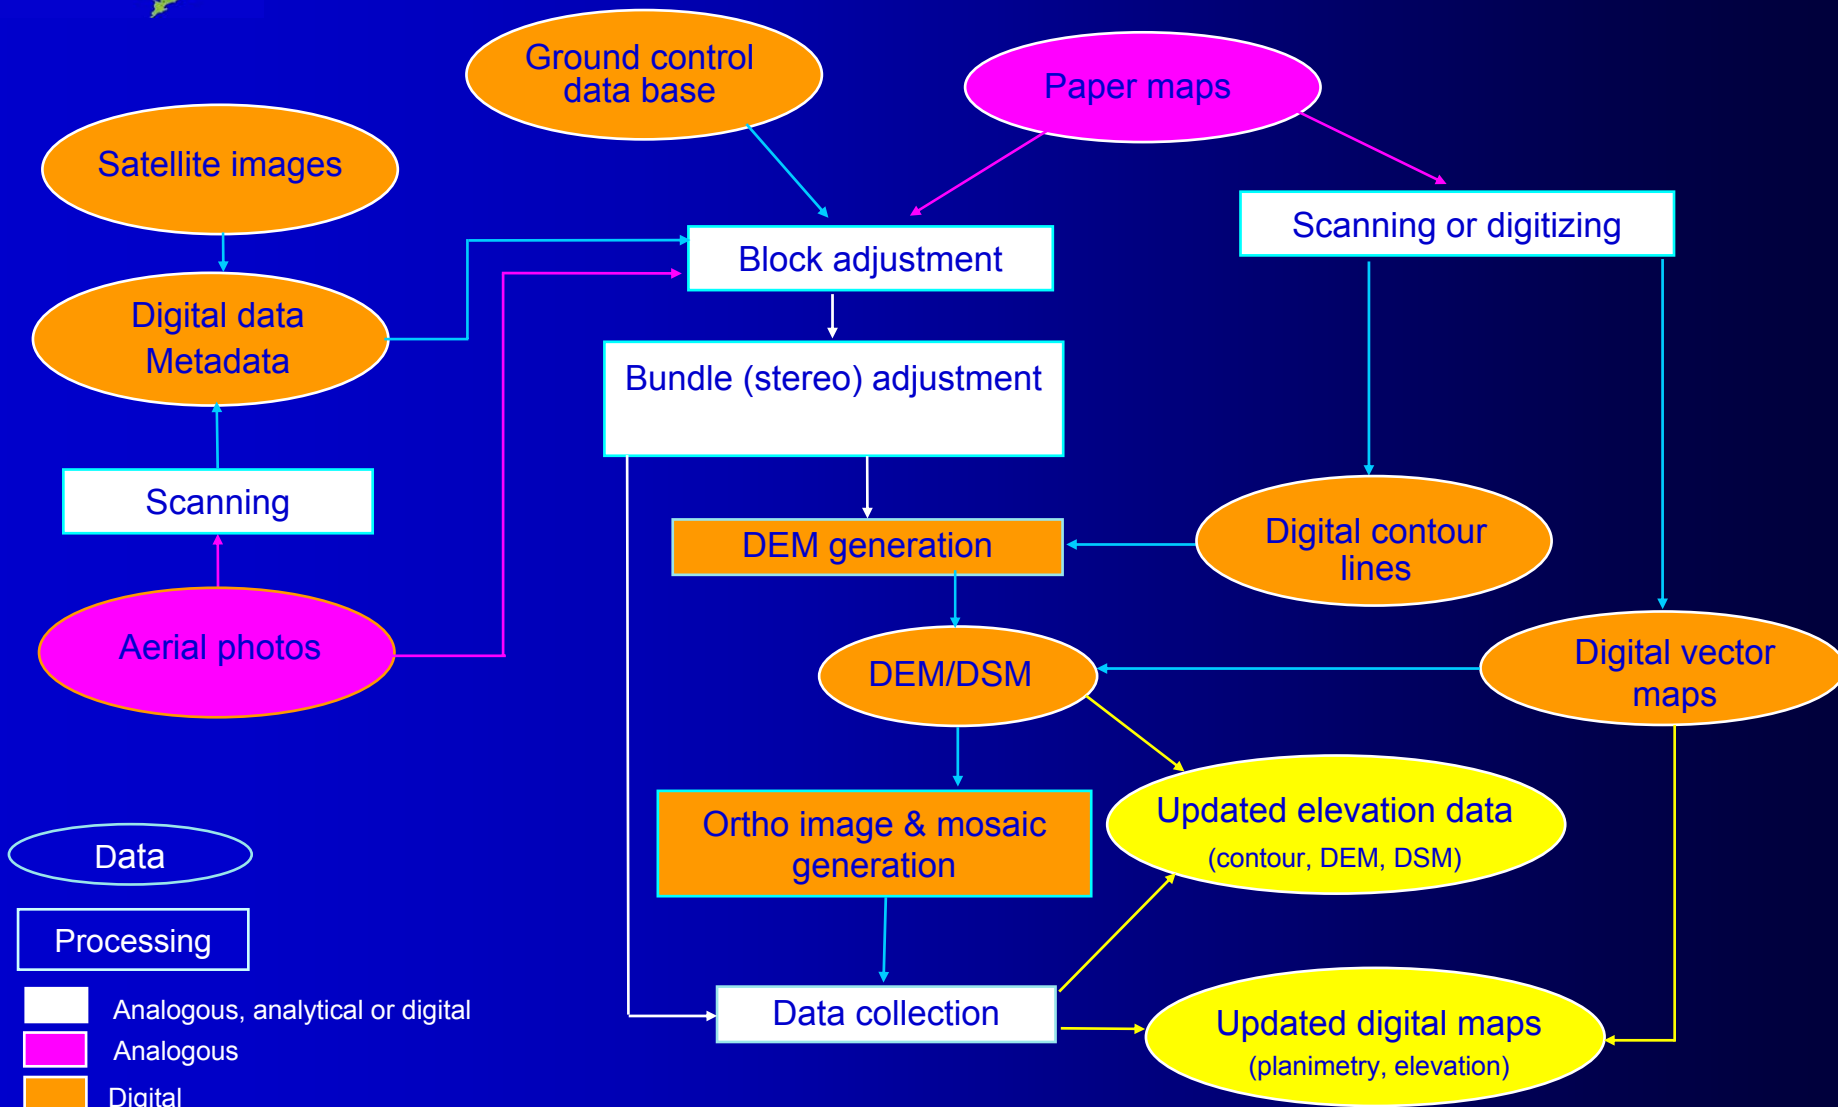 Ground control
data base
Paper maps
Satellite images
Scanning or digitizing
Block adjustment
Digital data
Metadata
Bundle (stereo) adjustment
Scanning
DEM generation
Digital contour
lines
Aerial photos
DEM/DSM
Digital vector
maps
Ortho image & mosaic
generation
Updated elevation data
(contour, DEM, DSM)
Data
Processing
Data collection
Updated digital maps
(planimetry, elevation)
Analogous, analytical or digital
Analogous
Digital